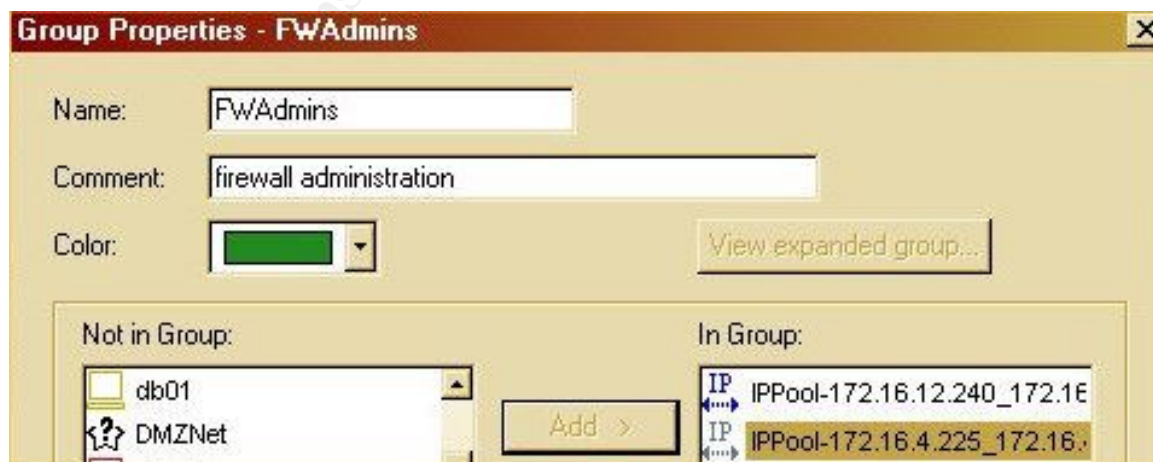 Group Properties - FWAdmins
Name: FWAdmins
Comment: firewall administration
Color:
View expanded group...
Not in Group:
In Group:
db01
DMZNet
Add >
IPPool-172.16.12.240_172.16
IPPool-172.16.4.225_172.16.